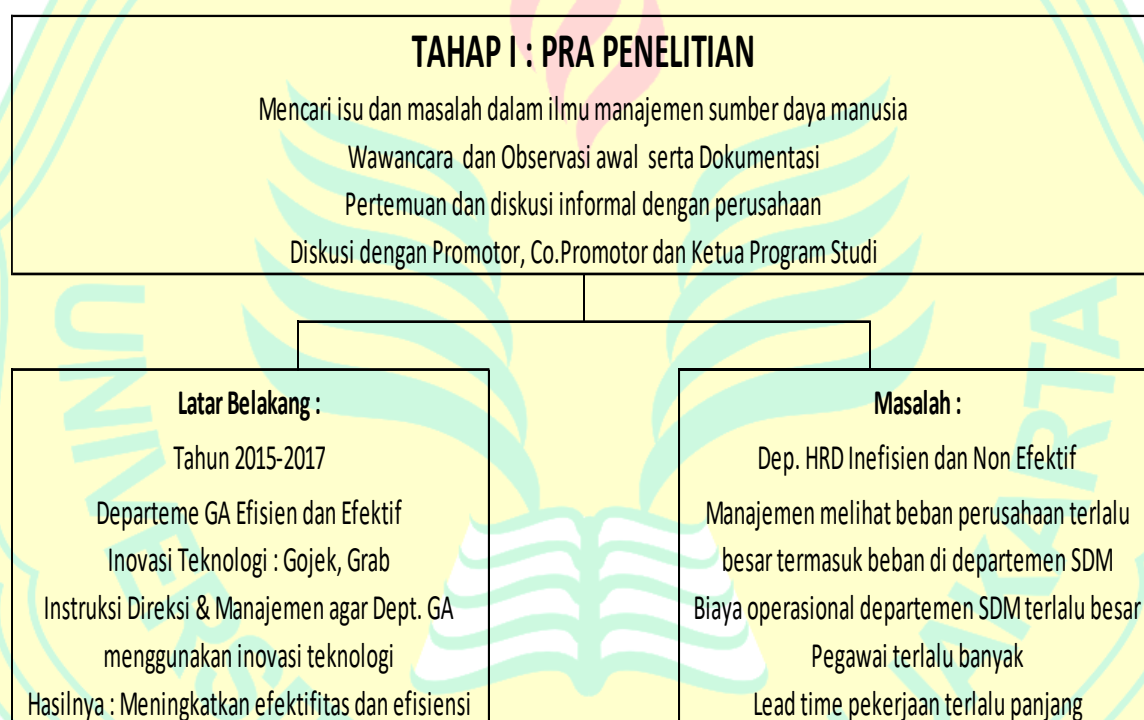 TAHAP I : PRA PENELITIAN
Mencari isu dan masalah dalam ilmu manajemen sumber daya manusia
Wawancara dan Observasi awal serta Dokumentasi
Pertemuan dan diskusi informal dengan perusahaan
Diskusi dengan Promotor, Co.Promotor dan Ketua Program Studi
Latar Belakang :
Tahun 2015-2017
Departeme GA Efisien dan Efektif
Inovasi Teknologi : Gojek, Grab
Instruksi Direksi & Manajemen agar Dept. GA
menggunakan inovasi teknologi
Hasilnya : Meningkatkan efektifitas dan efisiensi
Masalah :
Dep. HRD Inefisien dan Non Efektif
Manajemen melihat beban perusahaan terlalu
besar termasuk beban di departemen SDM
Biaya operasional departemen SDM terlalu besar
Pegawai terlalu banyak
Lead time pekerjaan terlalu panjang